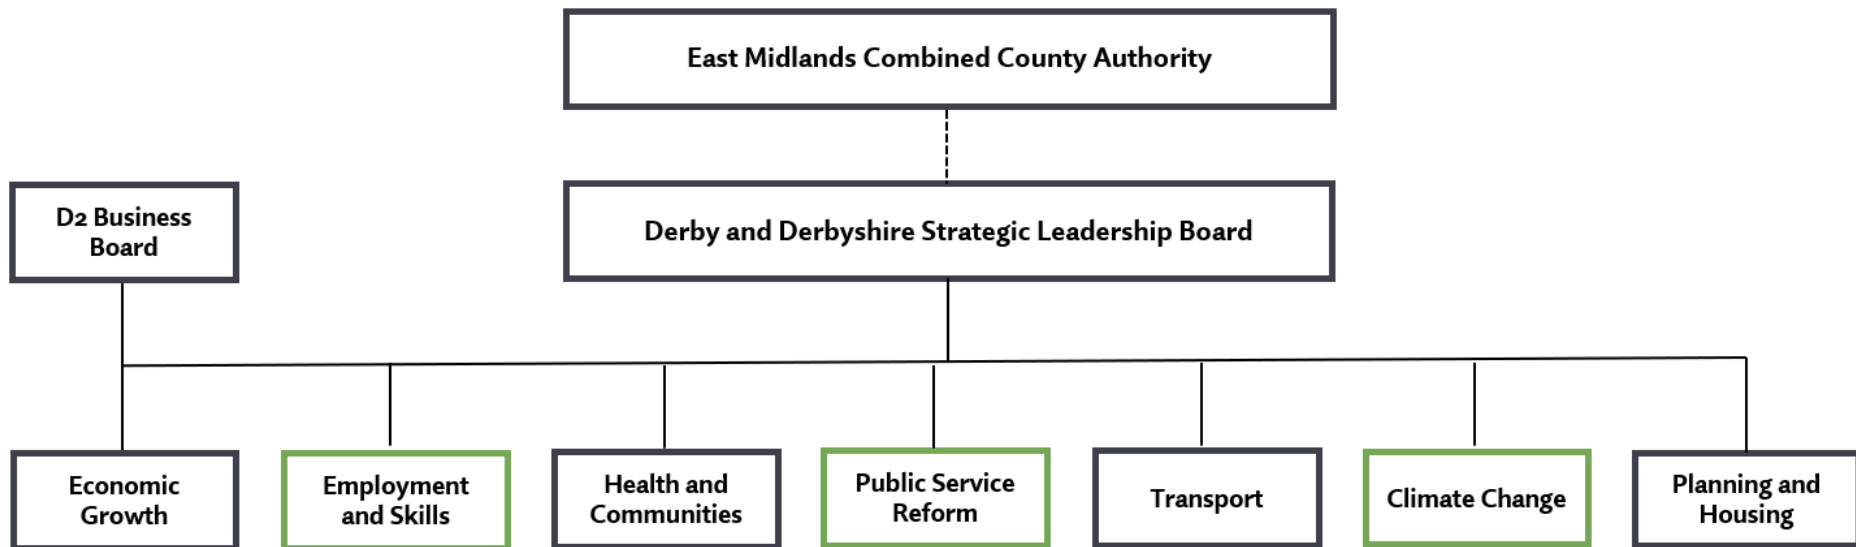 East Midlands Combined County Authority
D2 Business
Board
Derby and Derbyshire Strategic Leadership Board
Economic
Growth
Employment
and Skills
Health and
Communities
Public Service
Reform
Transport
Climate Change
Planning and
Housing